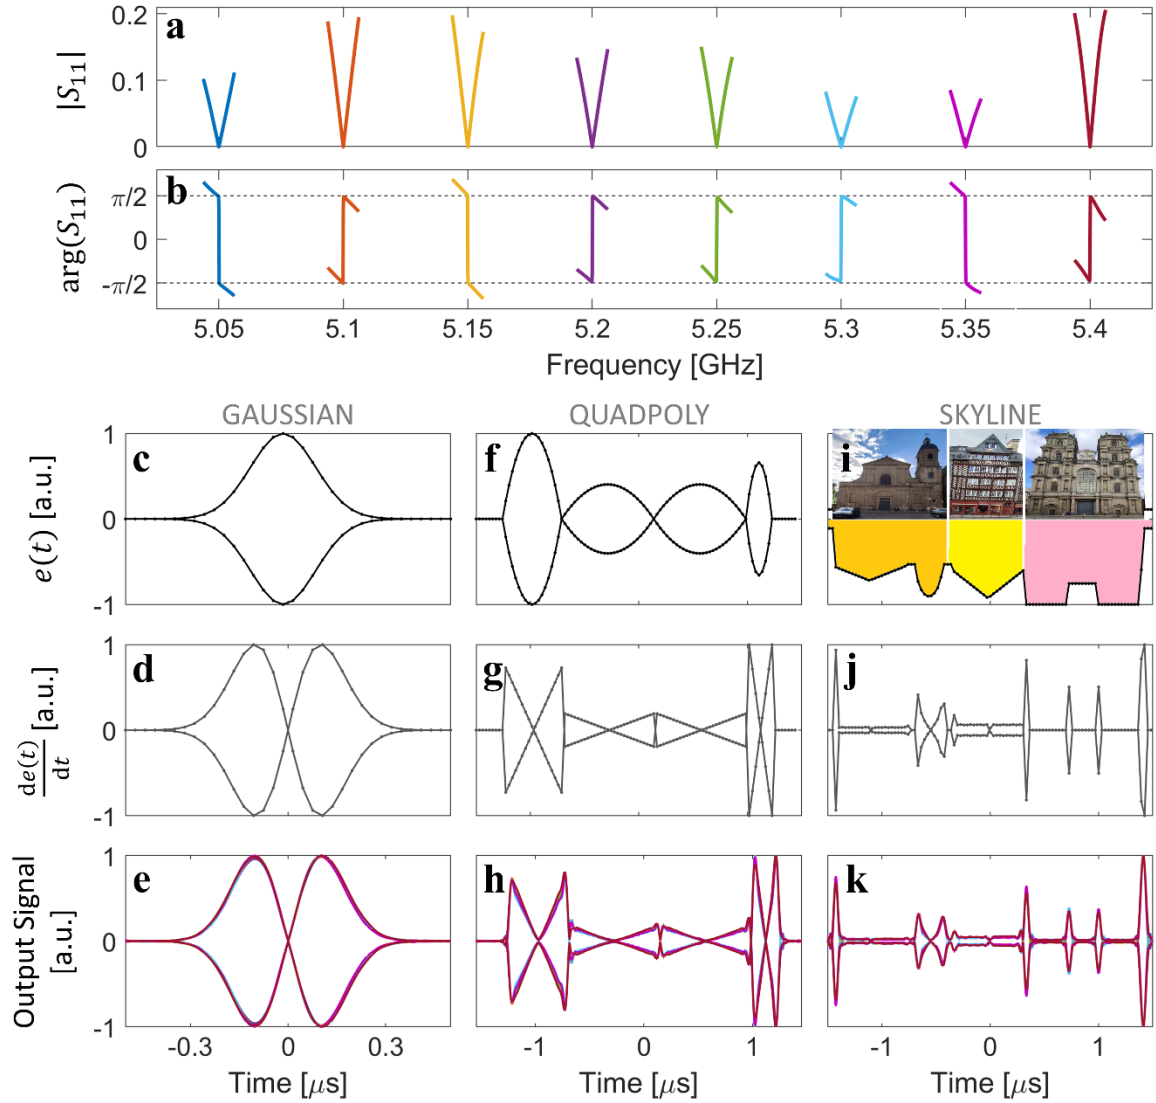 a
|S₁₁|
0.2
0.1
0
b
arg(S₁₁)
π/2
0
-π/2
5.05 5.1 5.15 5.2 5.25 5.3 5.35 5.4
Frequency [GHz]
GAUSSIAN QUADPOLY SKYLINE
c f i
e(t) [a.u.]
1
0
-1
d g j
de(t)/dt [a.u.]
1
0
-1
e h k
Output Signal
[a.u.]
1
0
-1
-0.3 0 0.3 -1 0 1 -1 0 1
Time [μs] Time [μs] Time [μs]